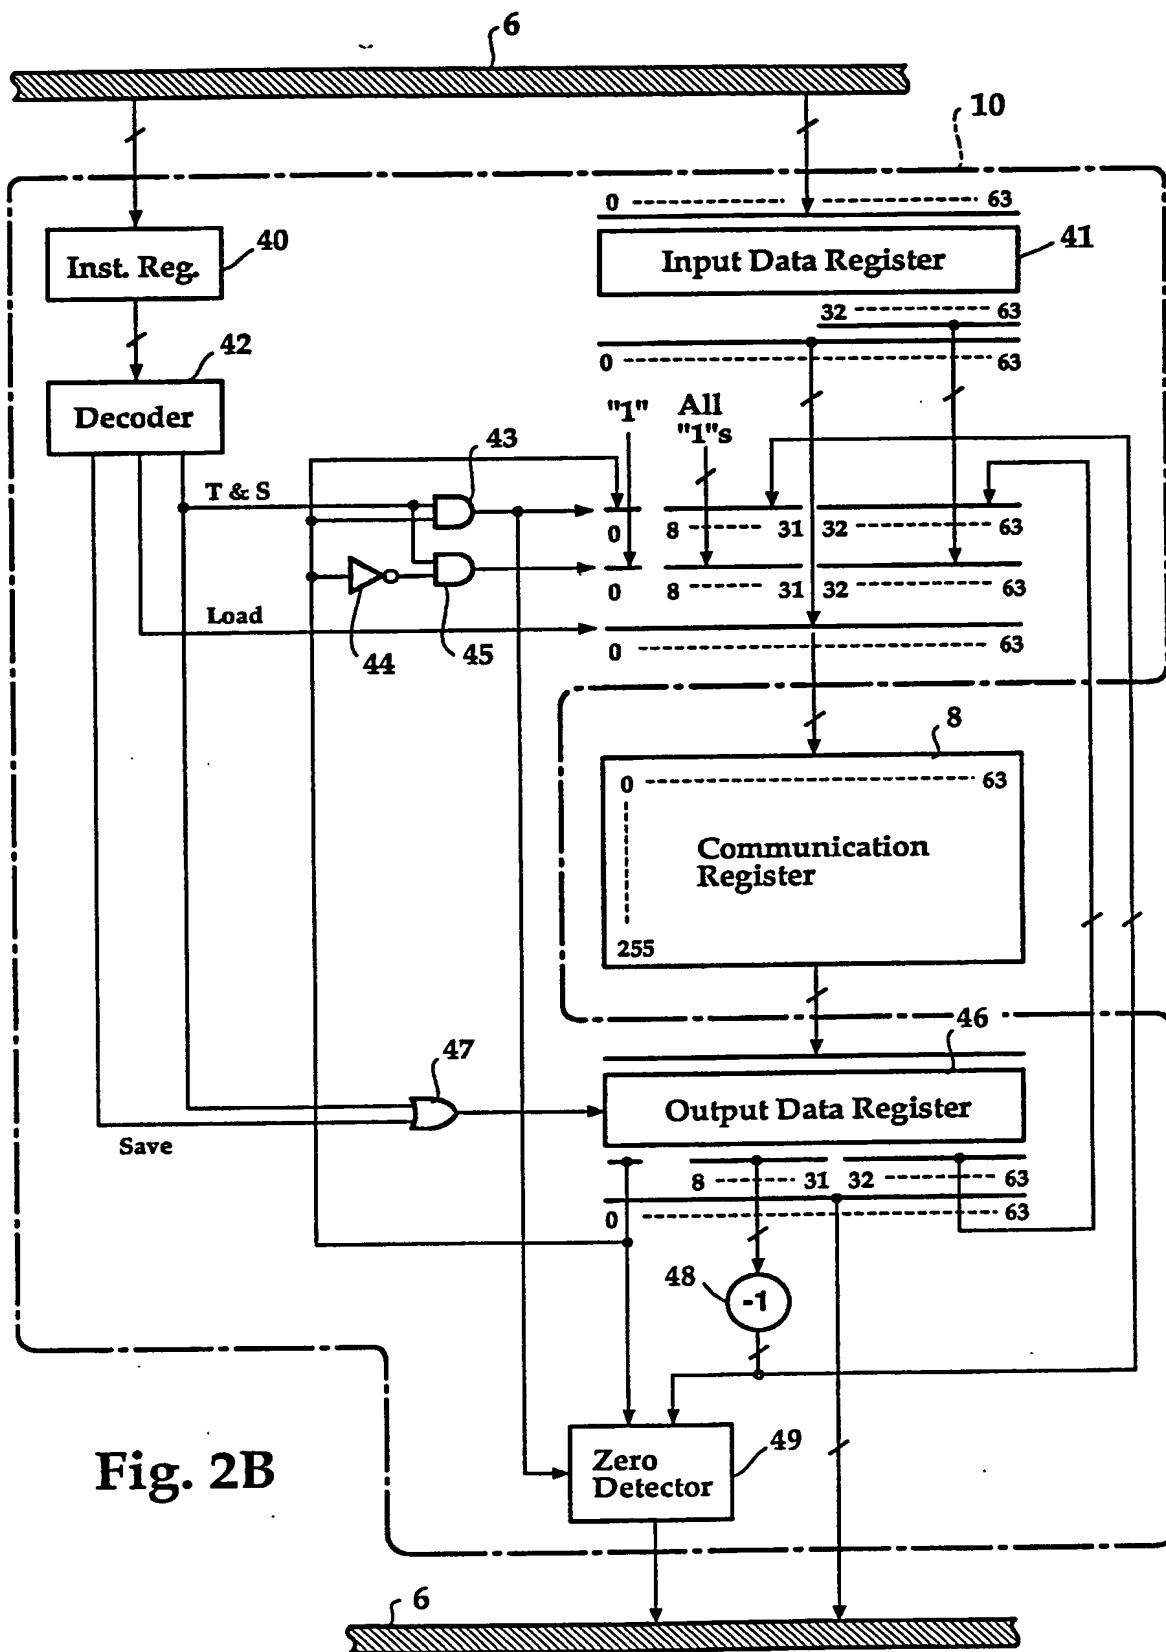 6
10
0 63
Inst. Reg.
40
Input Data Register
41
32 63
0 63
42
Decoder
"1"
All
"1"s
43
T & S
0 8 31 32 63
0 8 31 32 63
Load
44
45
0 63
8
0 63
Communication
Register
255
46
47
Output Data Register
Save
8 31 32 63
0 63
48
-1
Zero
Detector
49
Fig. 2B
6